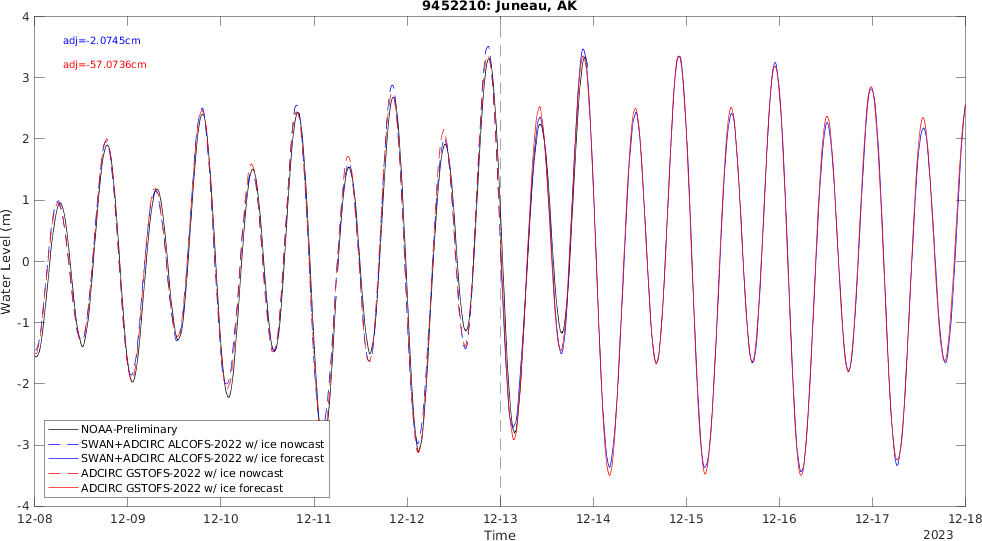 9452210: Juneau, AK
adj=-2.0745cm
adj=-57.0736cm
4
3
2
1
0
-1
-2
-3
-4
Water Level (m)
NOAA-Preliminary
SWAN+ADCIRC ALCOFS-2022 w/ ice nowcast
SWAN+ADCIRC ALCOFS-2022 w/ ice forecast
ADCIRC GSTOFS-2022 w/ ice nowcast
ADCIRC GSTOFS-2022 w/ ice forecast
12-08 12-09 12-10 12-11 12-12 12-13 12-14 12-15 12-16 12-17 12-18
Time
2023